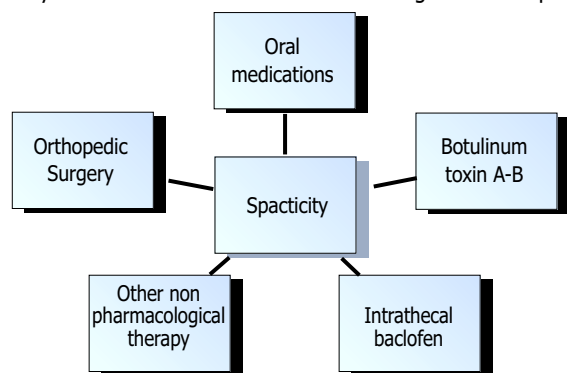 Oral
medications
Orthopedic
Surgery
Botulinum
toxin A-B
Spacticity
Other non
pharmacological
therapy
Intrathecal
baclofen